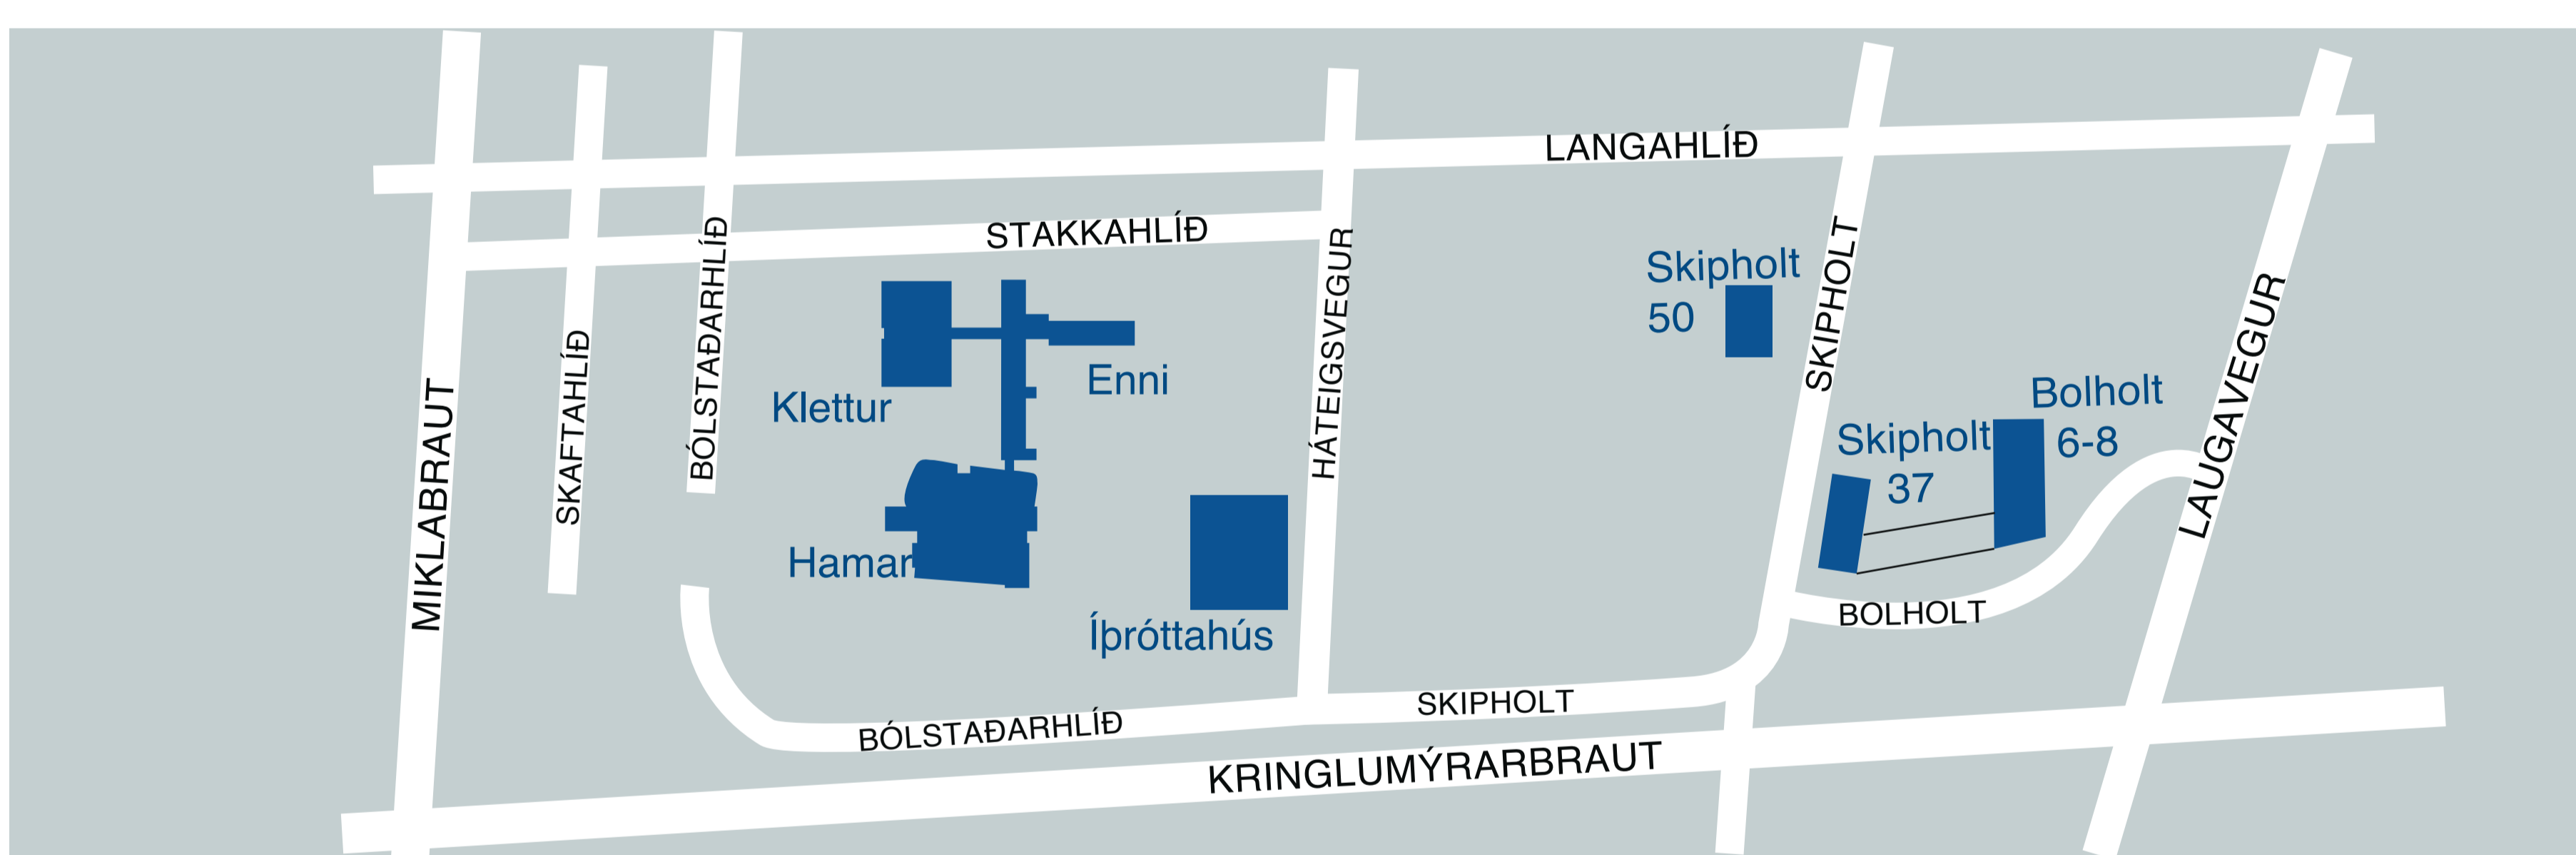 LANGAHLÍÐ
STAKKAHLÍÐ
MIKLABRAUT
SKAFTAHLÍÐ
BÓLSTAÐARHLÍÐ
HÁTEIGSVEGUR
SKIPHOLT
LAUGAVEGUR
Skipholt
50
Klettur
Enni
Bolholt
6-8
Skipholt
37
Hamar
Íþróttahús
BOLHOLT
BÓLSTAÐARHLÍÐ
SKIPHOLT
KRINGLUMÝRARBRAUT